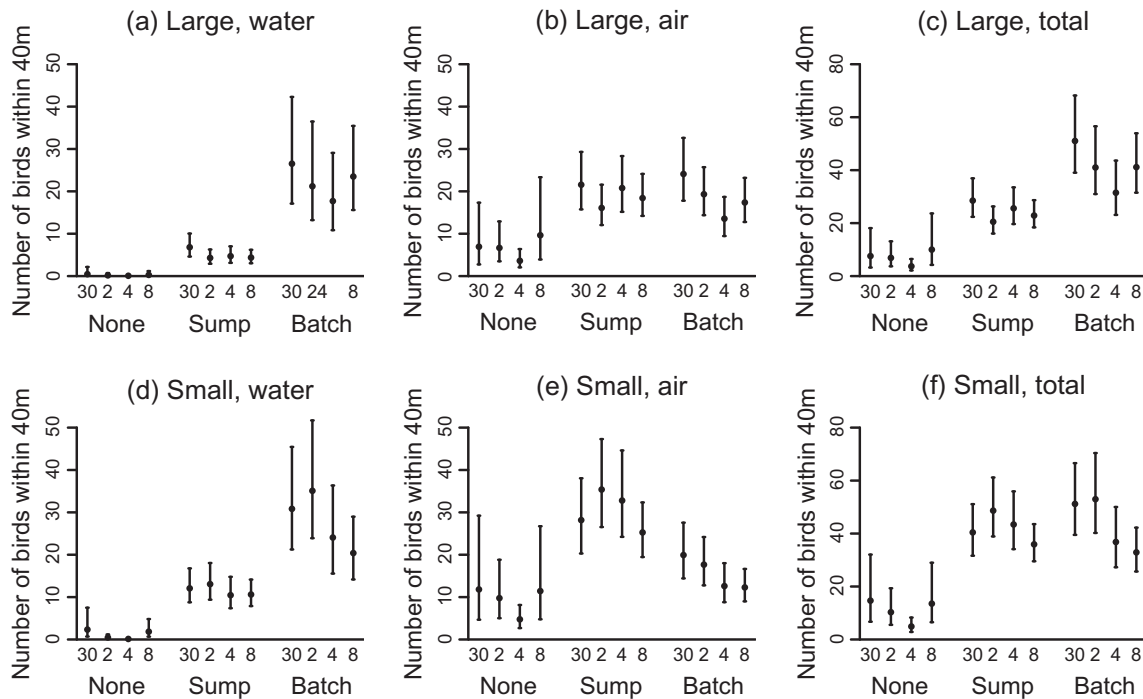 (a) Large, water
Number of birds within 40m
50
40
30
20
10
0
30 2 4 8 30 2 4 8 30 24 8
None Sump Batch
(b) Large, air
Number of birds within 40m
50
40
30
20
10
0
30 2 4 8 30 2 4 8 30 2 4 8
None Sump Batch
(c) Large, total
Number of birds within 40m
80
60
40
20
0
30 2 4 8 30 2 4 8 30 2 4 8
None Sump Batch
(d) Small, water
Number of birds within 40m
50
40
30
20
10
0
30 2 4 8 30 2 4 8 30 2 4 8
None Sump Batch
(e) Small, air
Number of birds within 40m
50
40
30
20
10
0
30 2 4 8 30 2 4 8 30 2 4 8
None Sump Batch
(f) Small, total
Number of birds within 40m
80
60
40
20
0
30 2 4 8 30 2 4 8 30 2 4 8
None Sump Batch